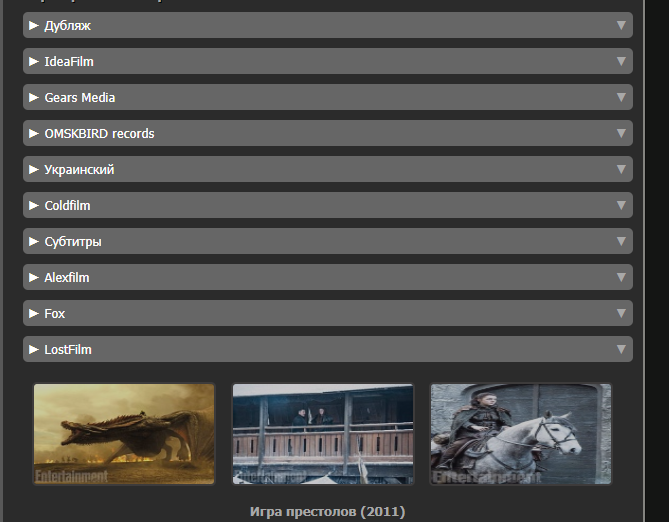 Дубляж
IdeaFilm
Gears Media
OMSKBIRD records
Украинский
Coldfilm
Субтитры
Alexfilm
Fox
LostFilm
Entertainment
Entertainment
Entertainment
Игра престолов (2011)